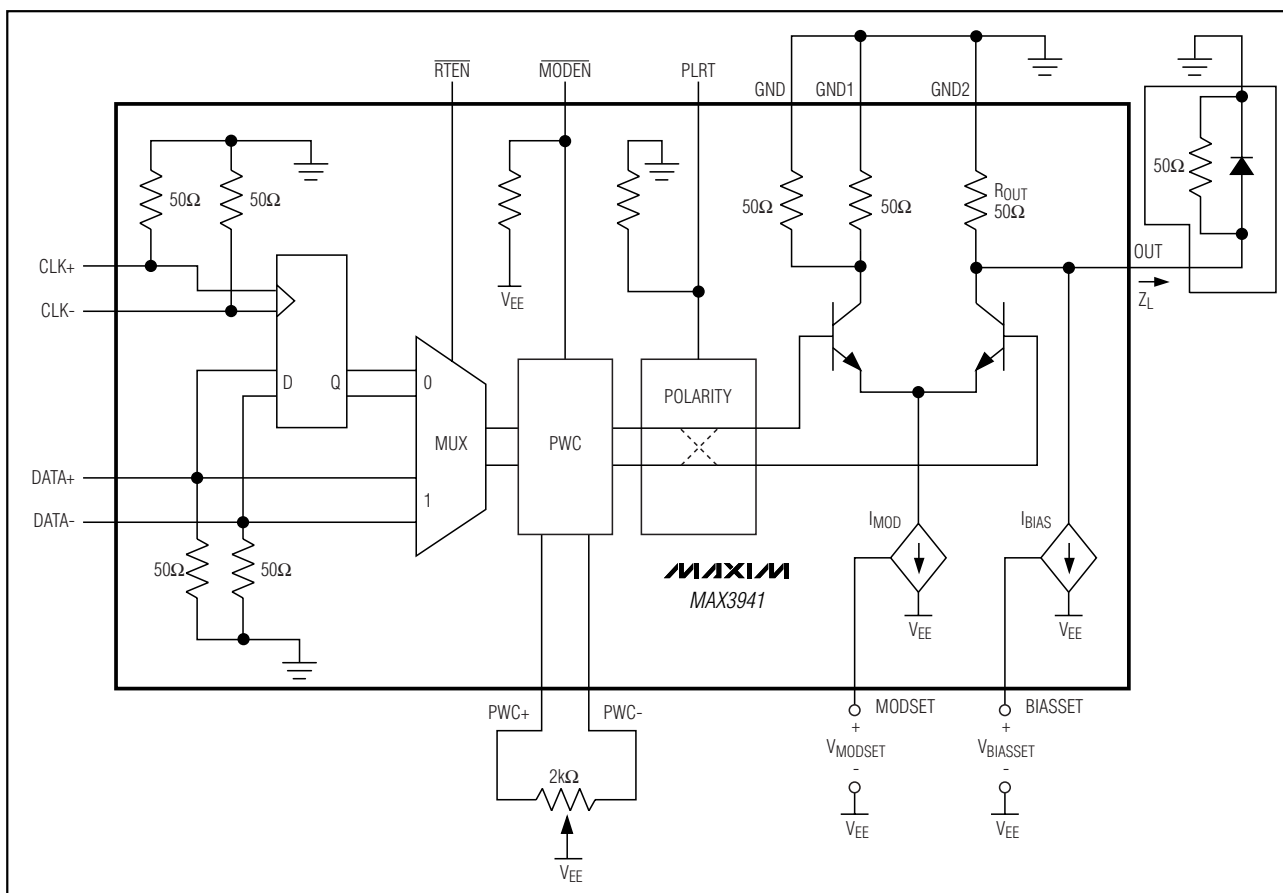 RTEN
MODEN
PLRT
GND
GND1
GND2
50Ω
50Ω
50Ω
50Ω
ROUT
50Ω
50Ω
OUT
ZL
CLK+
CLK-
VEE
D
Q
0
MUX
1
PWC
POLARITY
DATA+
DATA-
50Ω
50Ω
IMOD
IBIAS
MAXIM
MAX3941
VEE
VEE
PWC+
PWC-
2kΩ
VEE
MODSET
+
VMODSET
-
VEE
BIASSET
+
VBIASSET
-
VEE